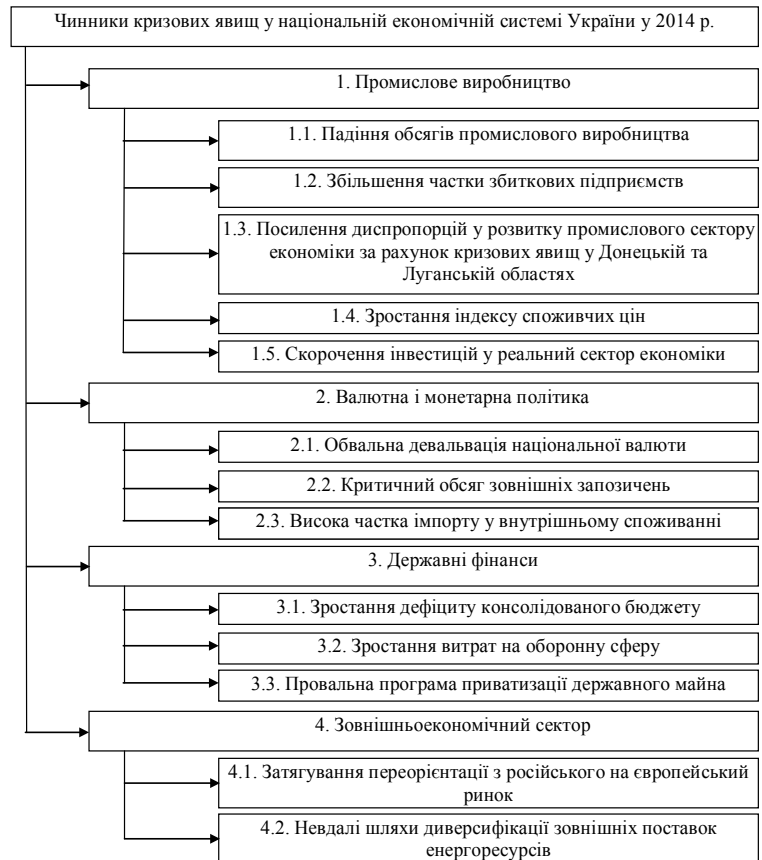 Чинники кризових явищ у національній економічній системі України у 2014 р.
1. Промислове виробництво
1.1. Падіння обсягів промислового виробництва
1.2. Збільшення частки збиткових підприємств
1.3. Посилення диспропорцій у розвитку промислового сектору
економіки за рахунок кризових явищ у Донецькій та
Луганській областях
1.4. Зростання індексу споживчих цін
1.5. Скорочення інвестицій у реальний сектор економіки
2. Валютна і монетарна політика
2.1. Обвальна девальвація національної валюти
2.2. Критичний обсяг зовнішніх запозичень
2.3. Висока частка імпорту у внутрішньому споживанні
3. Державні фінанси
3.1. Зростання дефіциту консолідованого бюджету
3.2. Зростання витрат на оборонну сферу
3.3. Провальна програма приватизації державного майна
4. Зовнішньоекономічний сектор
4.1. Затягування переорієнтації з російського на європейський
ринок
4.2. Невдалі шляхи диверсифікації зовнішніх поставок
енергоресурсів